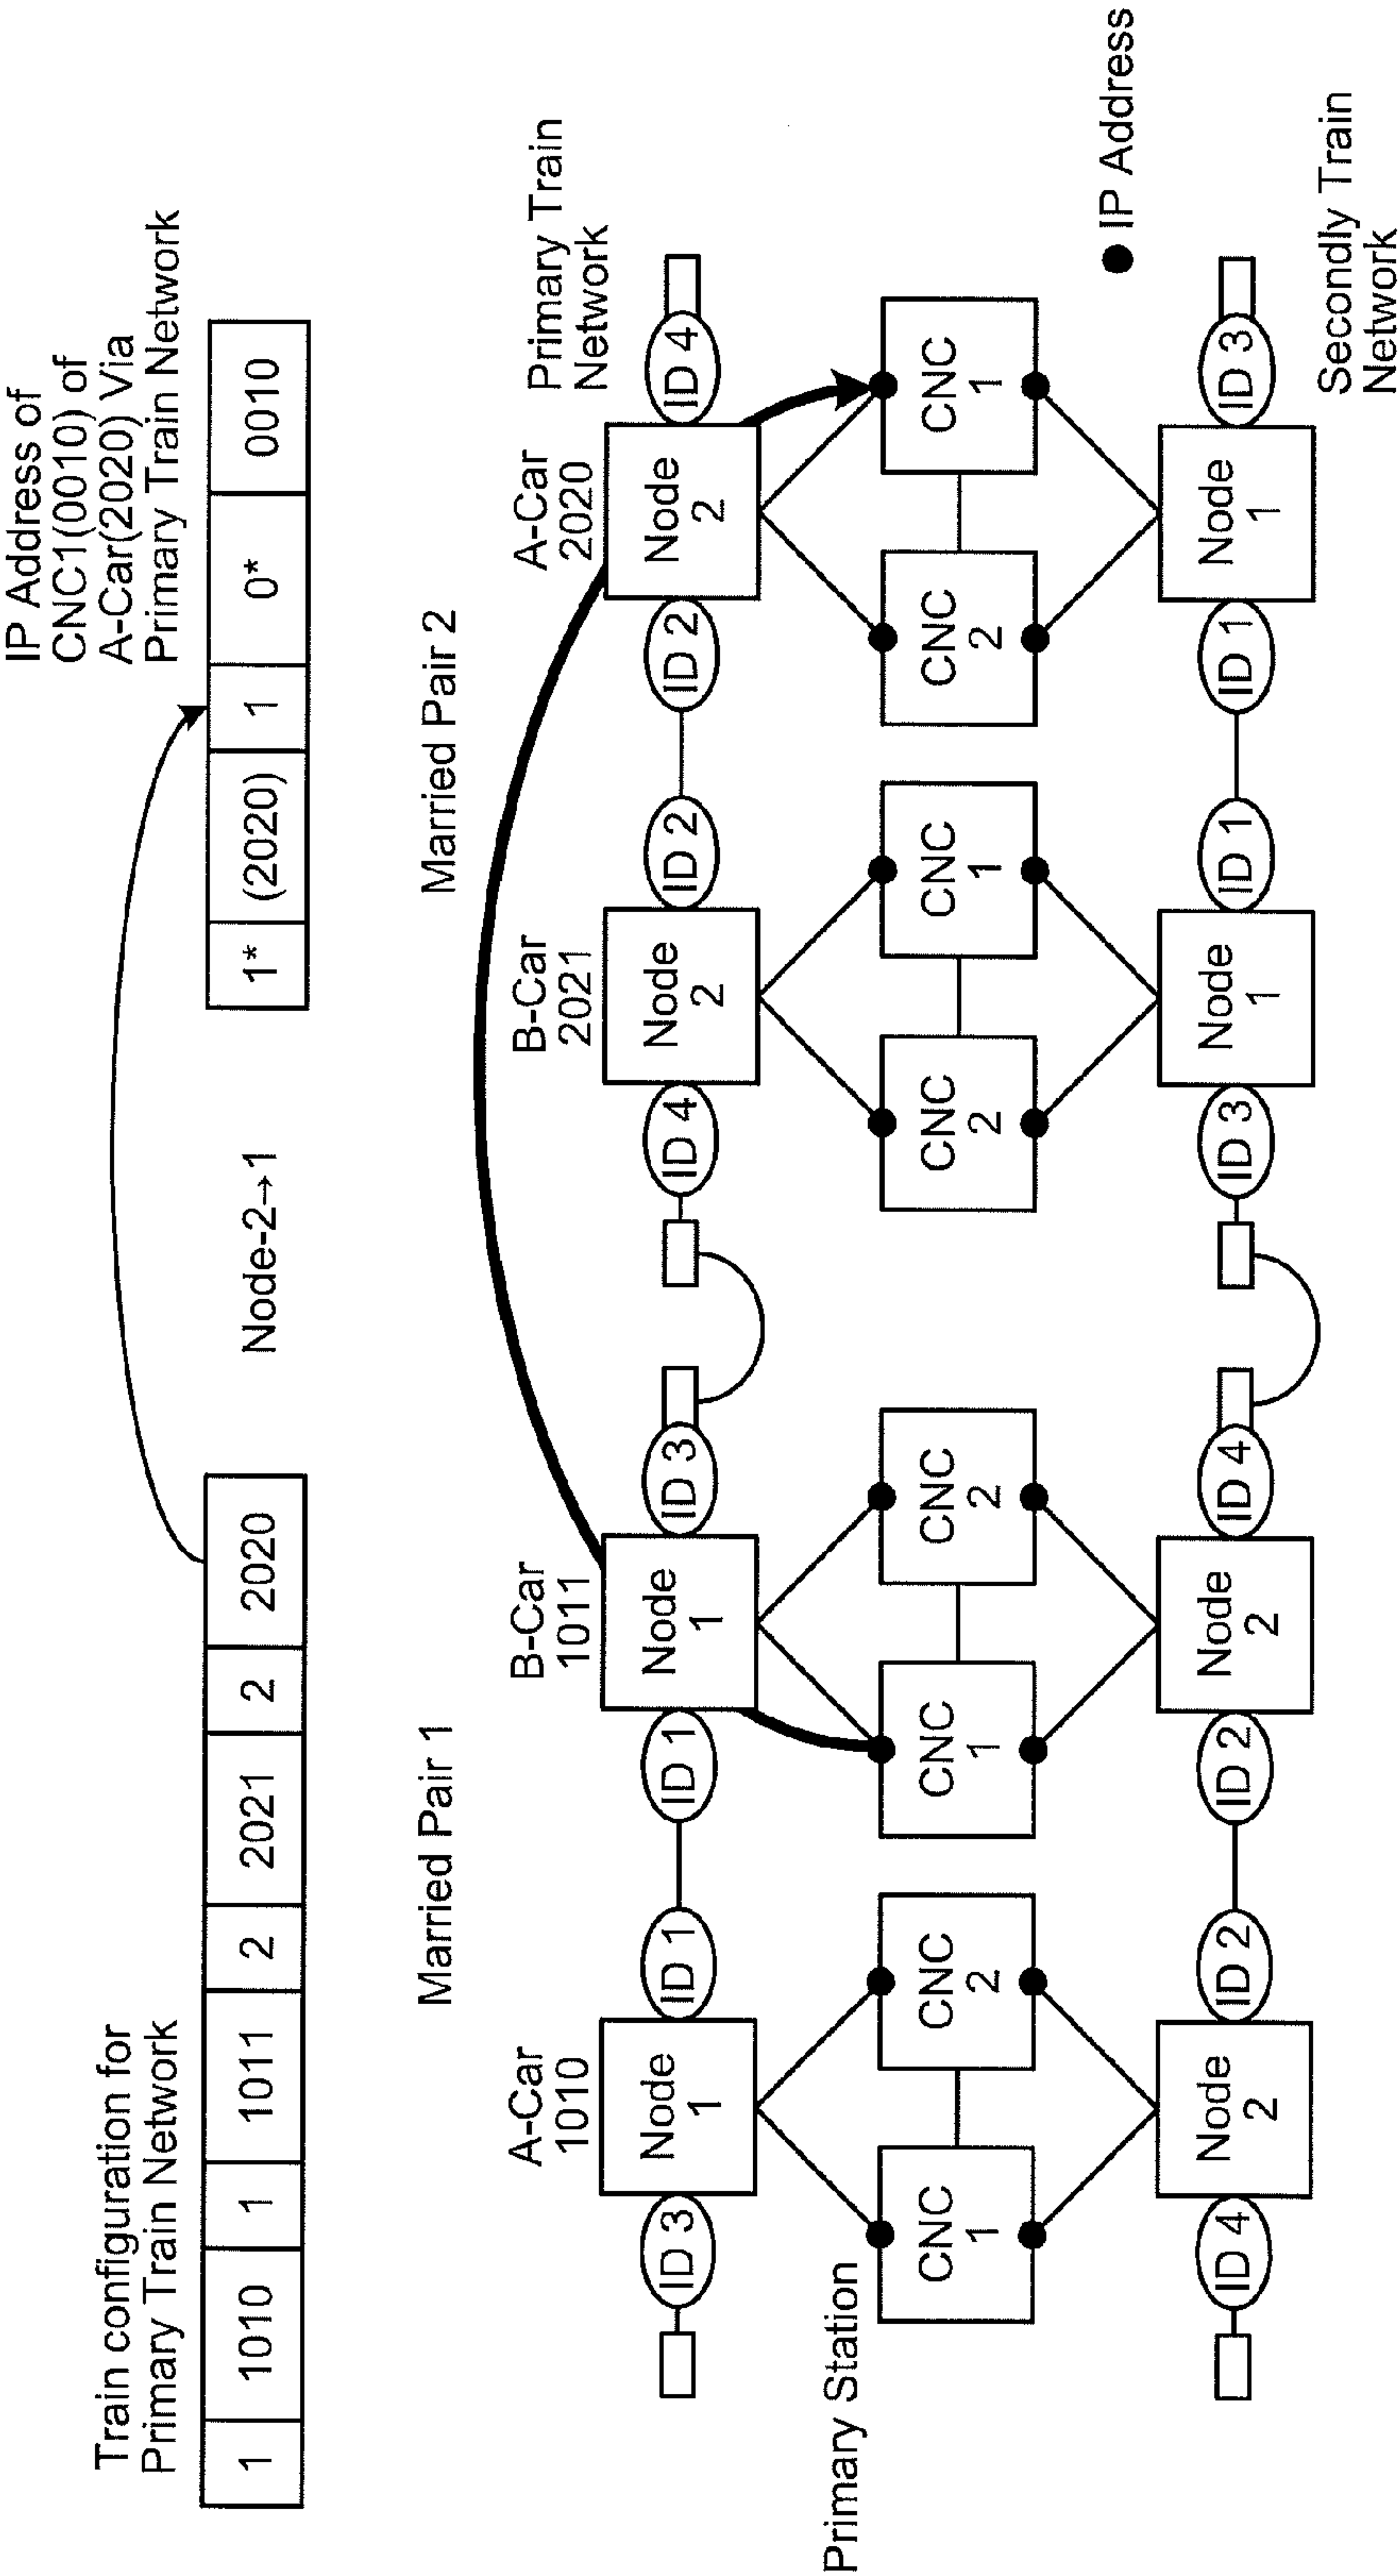 Train configuration for
Primary Train Network
1 1010 1 1011 2 2021 2 2020
Node-2→1
IP Address of
CNC1(0010) of
A-Car(2020) Via
Primary Train Network
1* (2020) 1 0* 0010
Married Pair 1
Married Pair 2
A-Car
1010
B-Car
1011
B-Car
2021
A-Car
2020
Primary Train
Network
ID 3
Node
1
ID 1
ID 1
Node
1
ID 3
ID 4
Node
2
ID 2
ID 2
Node
2
ID 4
Primary Station
CNC
1
CNC
2
CNC
1
CNC
2
CNC
2
CNC
1
CNC
2
CNC
1
IP Address
ID 4
Node
2
ID 2
ID 2
Node
2
ID 4
ID 3
Node
1
ID 1
ID 1
Node
1
ID 3
Secondly Train
Network